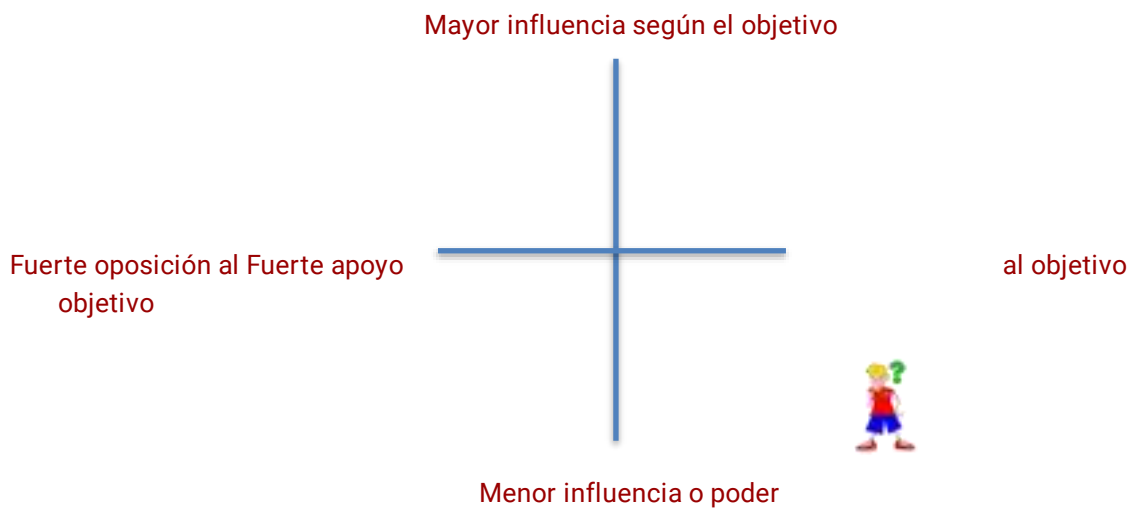 Mayor influencia según el objetivo
Fuerte oposición al Fuerte apoyo al objetivo
objetivo
?
Menor influencia o poder